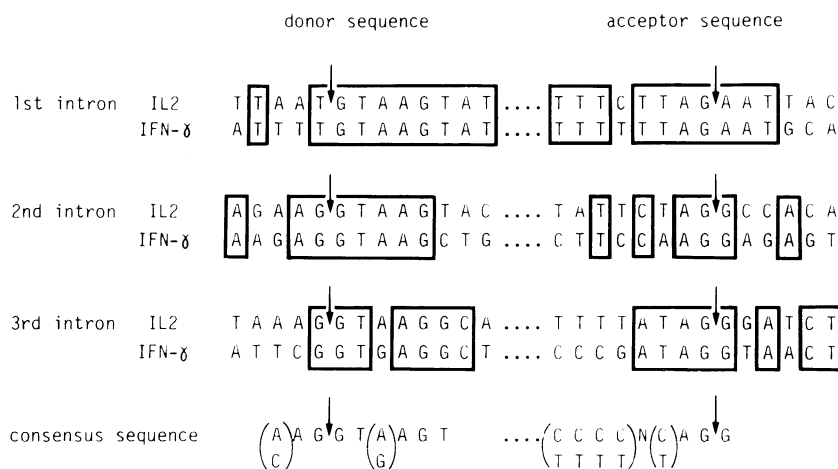 donor sequence acceptor sequence
1st intron IL2 T T A A T G T A A G T A T .... T T T C T T A G A A T T A C
IFN-γ A T T T T G T A A G T A T .... T T T T T T A G A A T G C A
2nd intron IL2 A G A A G G T A A G T A C .... T A T T C T A G G C C A C A
IFN-γ A A G A G G T A A G C T G .... C T T C C A A G G A G A G T
3rd intron IL2 T A A A G G T A A G G C A .... T T T T A T A G G G A T C T
IFN-γ A T T C G G T G A G G C T .... C C C G A T A G G T A A C T
consensus sequence (A) A G G T (A) A G T .... (C C C C) N (C) A G G
(C) (G) (T T T T) (T)